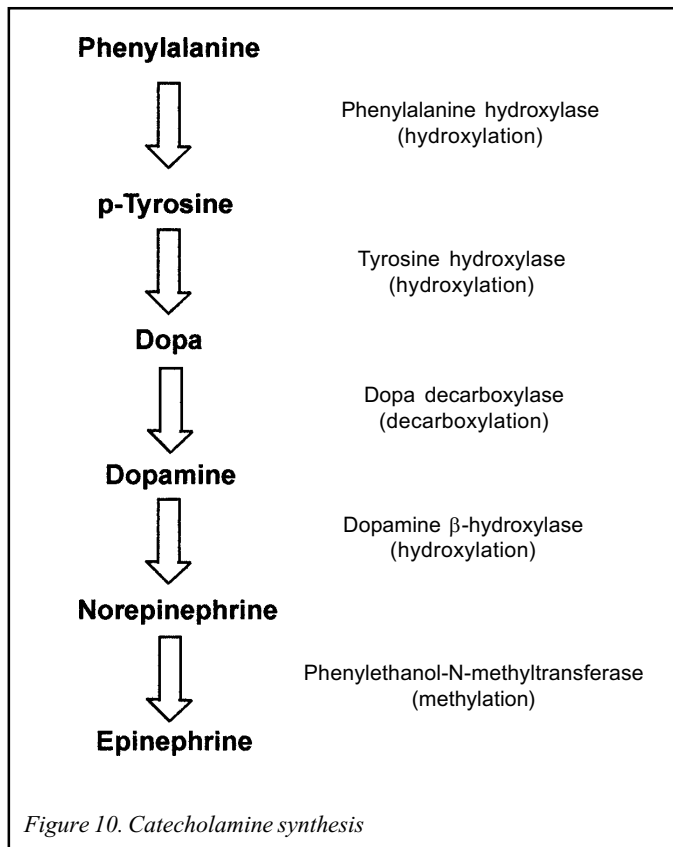 Phenylalanine
Phenylalanine hydroxylase
(hydroxylation)
p-Tyrosine
Tyrosine hydroxylase
(hydroxylation)
Dopa
Dopa decarboxylase
(decarboxylation)
Dopamine
Dopamine β-hydroxylase
(hydroxylation)
Norepinephrine
Phenylethanol-N-methyltransferase
(methylation)
Epinephrine
Figure 10. Catecholamine synthesis